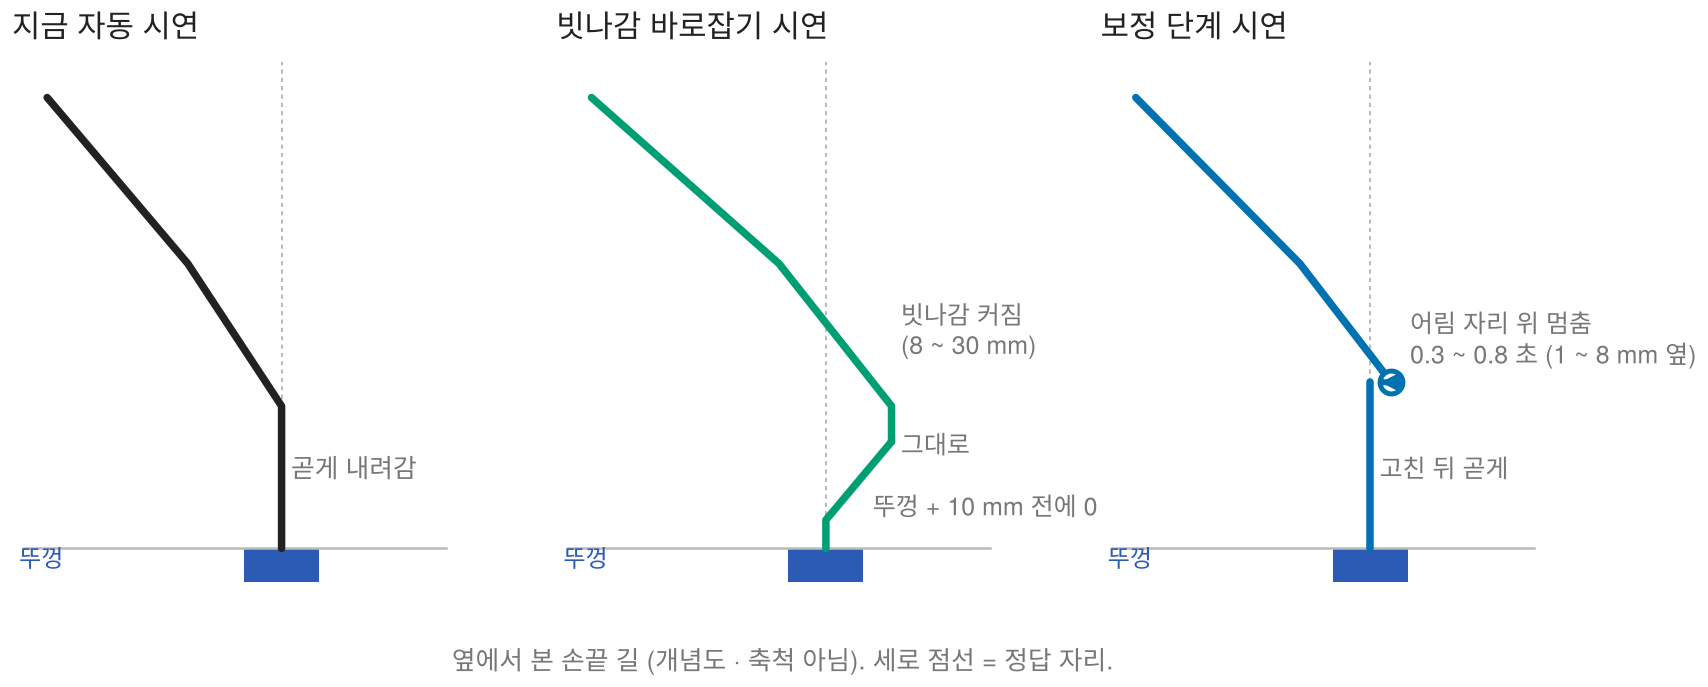 지금 자동 시연
빗나감 바로잡기 시연
보정 단계 시연
곧게 내려감
뚜껑
빗나감 커짐
(8 ~ 30 mm)
그대로
뚜껑 + 10 mm 전에 0
뚜껑
어림 자리 위 멈춤
0.3 ~ 0.8 초 (1 ~ 8 mm 옆)
고친 뒤 곧게
뚜껑
옆에서 본 손끝 길 (개념도 · 축척 아님). 세로 점선 = 정답 자리.